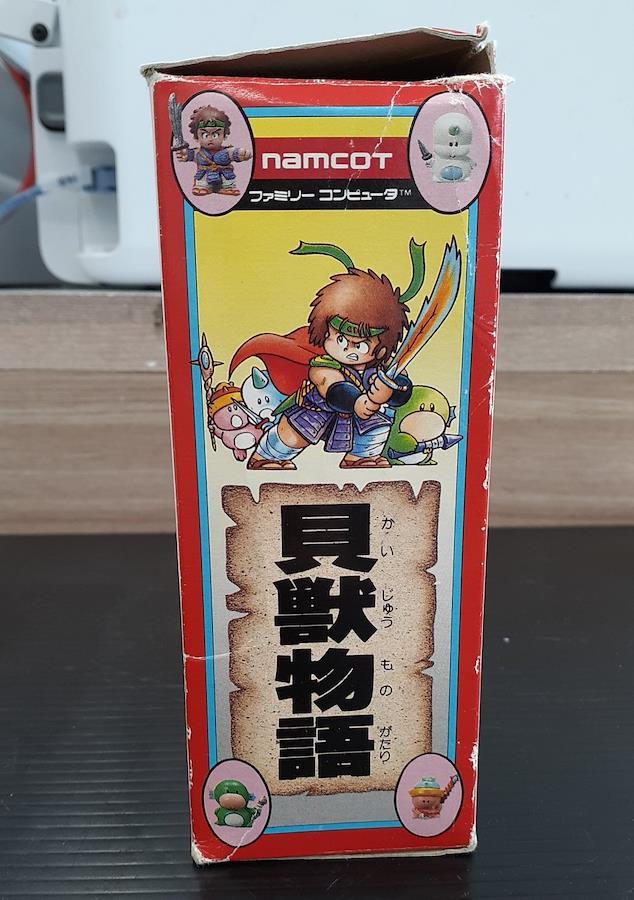 namcot
ファミリー コンピュータ™
貝獣物語
かい じゅう もの がたり